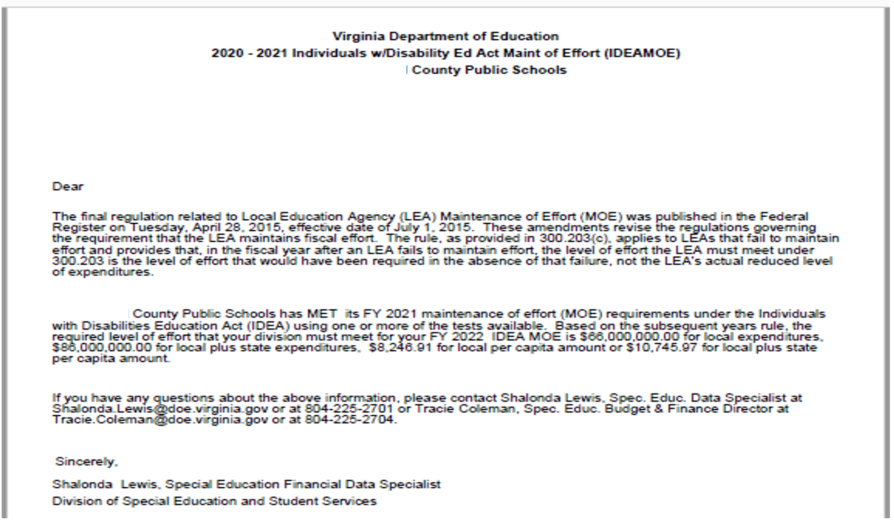 Virginia Department of Education
2020 - 2021 Individuals w/Disability Ed Act Maint of Effort (IDEAMOE)
County Public Schools
Dear
The final regulation related to Local Education Agency (LEA) Maintenance of Effort (MOE) was published in the Federal
Register on Tuesday, April 28, 2015, effective date of July 1, 2015. These amendments revise the regulations governing
the requirement that the LEA maintains fiscal effort. The rule, as provided in 300.203(c), applies to LEAs that fail to maintain
effort and provides that, in the fiscal year after an LEA fails to maintain effort, the level of effort the LEA must meet under
300.203 is the level of effort that would have been required in the absence of that failure, not the LEA's actual reduced level
of expenditures.
County Public Schools has MET its FY 2021 maintenance of effort (MOE) requirements under the Individuals
with Disabilities Education Act (IDEA) using one or more of the tests available. Based on the subsequent years rule, the
required level of effort that your division must meet for your FY 2022 IDEA MOE is $66,000,000.00 for local expenditures,
$86,000,000.00 for local plus state expenditures, $8,246.91 for local per capita amount or $10,745.97 for local plus state
per capita amount.
If you have any questions about the above information, please contact Shalonda Lewis, Spec. Educ. Data Specialist at
Shalonda.Lewis@doe.virginia.gov or at 804-225-2701 or Tracie Coleman, Spec. Educ. Budget & Finance Director at
Tracie.Coleman@doe.virginia.gov or at 804-225-2704.
Sincerely,
Shalonda Lewis, Special Education Financial Data Specialist
Division of Special Education and Student Services